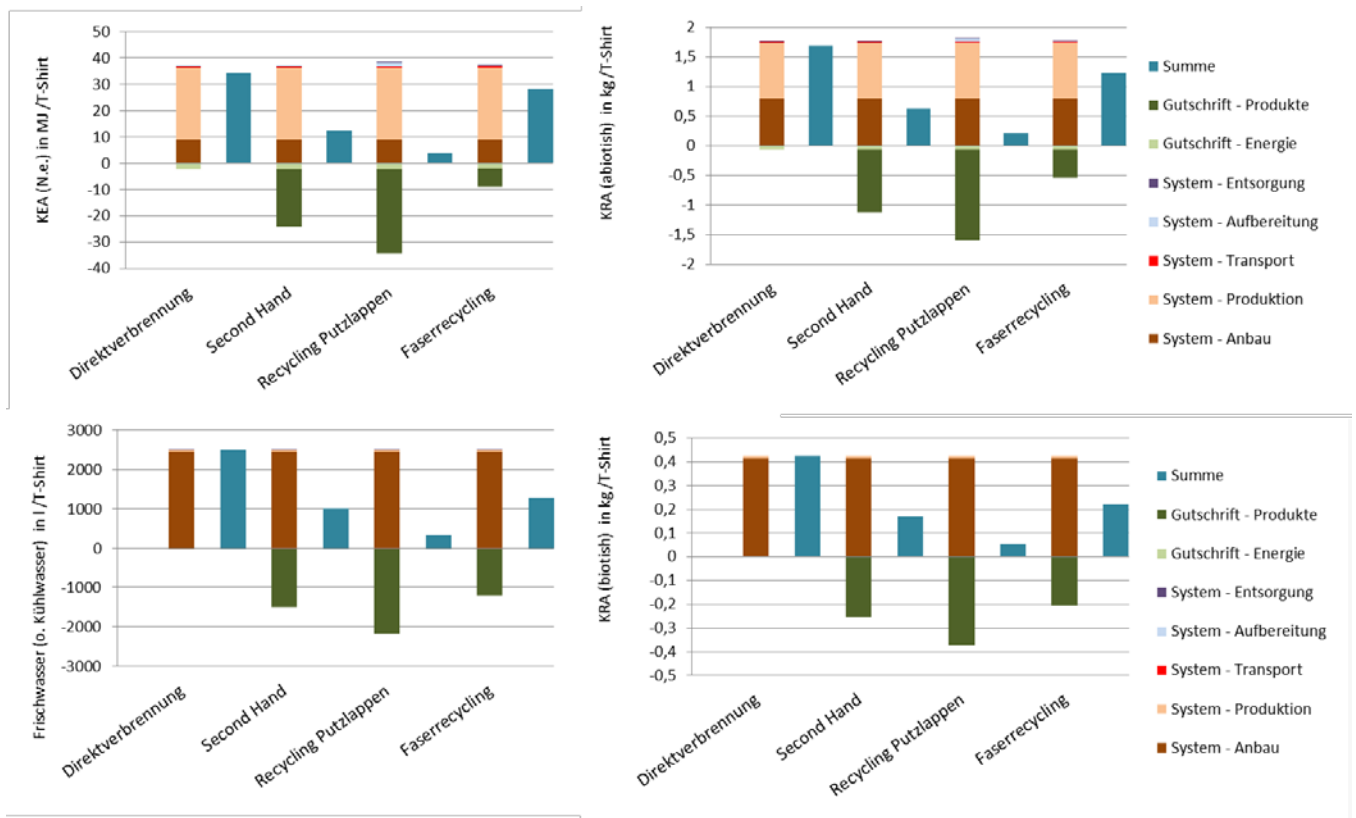 KEA (N.e.) in MJ /T-Shirt
50
40
30
20
10
0
-10
-20
-30
-40
Direktverbrennung
Second Hand
Recycling Putzlappen
Faserrecycling
KRA (abiotish) in kg /T-Shirt
2
1,5
1
0,5
0
-0,5
-1
-1,5
-2
Direktverbrennung
Second Hand
Recycling Putzlappen
Faserrecycling
Summe
Gutschrift - Produkte
Gutschrift - Energie
System - Entsorgung
System - Aufbereitung
System - Transport
System - Produktion
System - Anbau
Frischwasser (o. Kühlwasser) in l /T-Shirt
3000
2000
1000
0
-1000
-2000
-3000
Direktverbrennung
Second Hand
Recycling Putzlappen
Faserrecycling
KRA (biotish) in kg /T-Shirt
0,5
0,4
0,3
0,2
0,1
0
-0,1
-0,2
-0,3
-0,4
-0,5
Direktverbrennung
Second Hand
Recycling Putzlappen
Faserrecycling
Summe
Gutschrift - Produkte
Gutschrift - Energie
System - Entsorgung
System - Aufbereitung
System - Transport
System - Produktion
System - Anbau